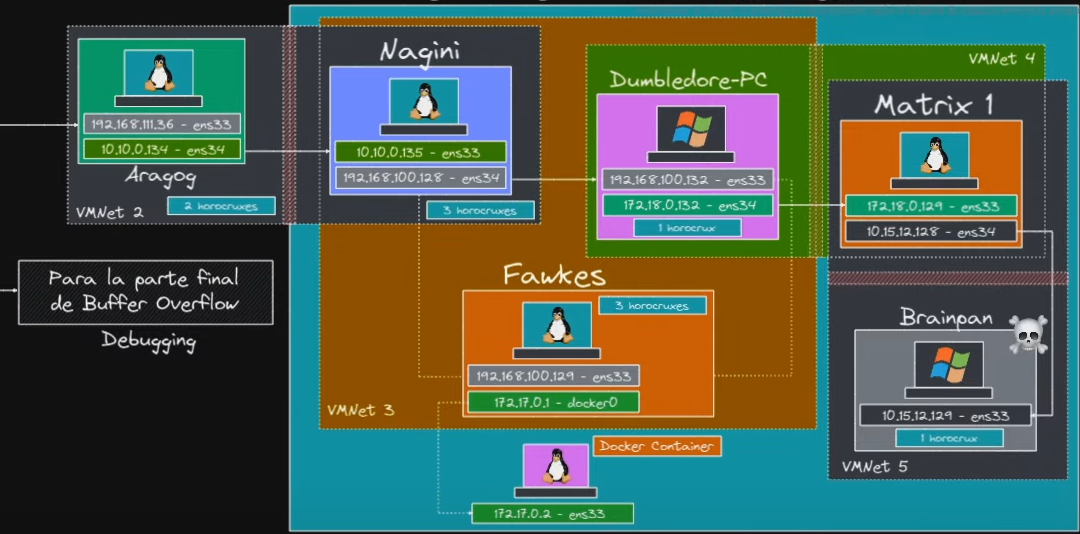 Aragog
192.168.111.36 - ens33
10.10.0.134 - ens34
VMNet 2
2 horocruxes
Nagini
10.10.0.135 - ens33
192.168.100.128 - ens34
3 horocruxes
Dumbledore-PC
192.168.100.132 - ens33
172.18.0.132 - ens34
1 horocrux
VMNet 4
Matrix 1
172.18.0.129 - ens33
10.15.12.128 - ens34
Para la parte final
de Buffer Overflow
Debugging
Fawkes
3 horocruxes
192.168.100.129 - ens33
172.17.0.1 - docker0
VMNet 3
Docker Container
172.17.0.2 - ens33
Brainpan
10.15.12.129 - ens33
1 horocrux
VMNet 5